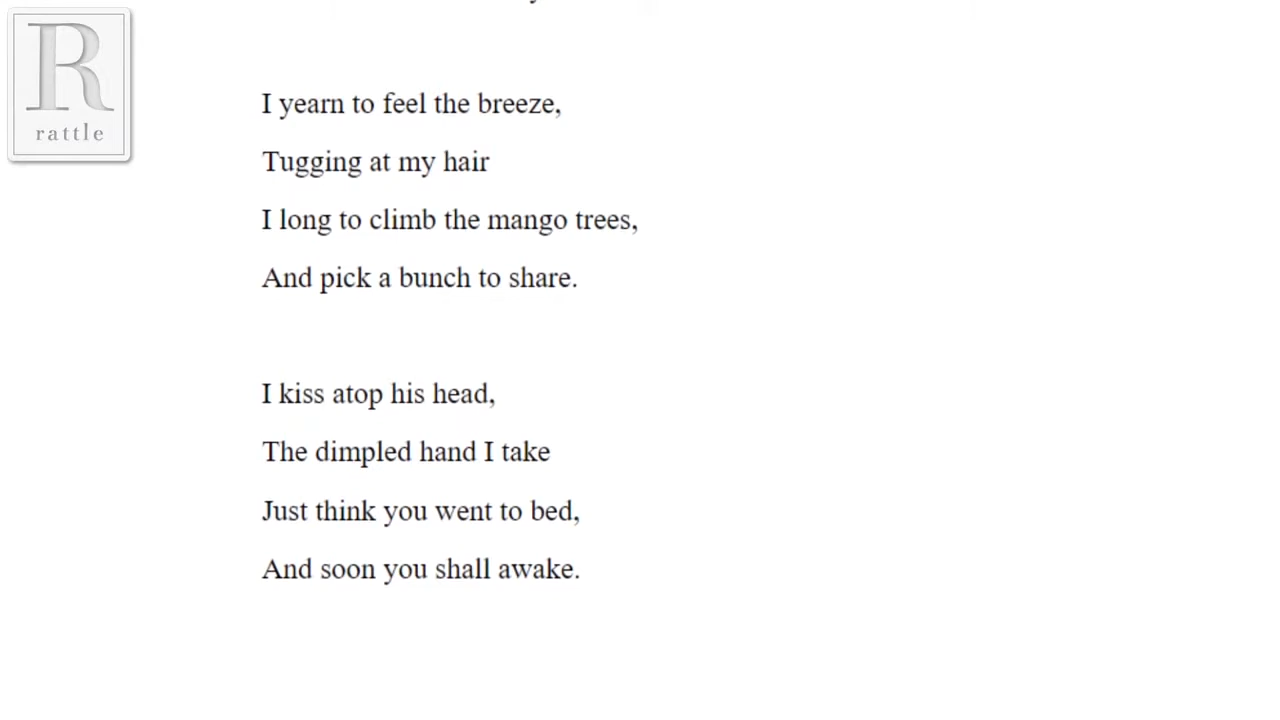 R
rattle
I yearn to feel the breeze,
Tugging at my hair
I long to climb the mango trees,
And pick a bunch to share.
I kiss atop his head,
The dimpled hand I take
Just think you went to bed,
And soon you shall awake.